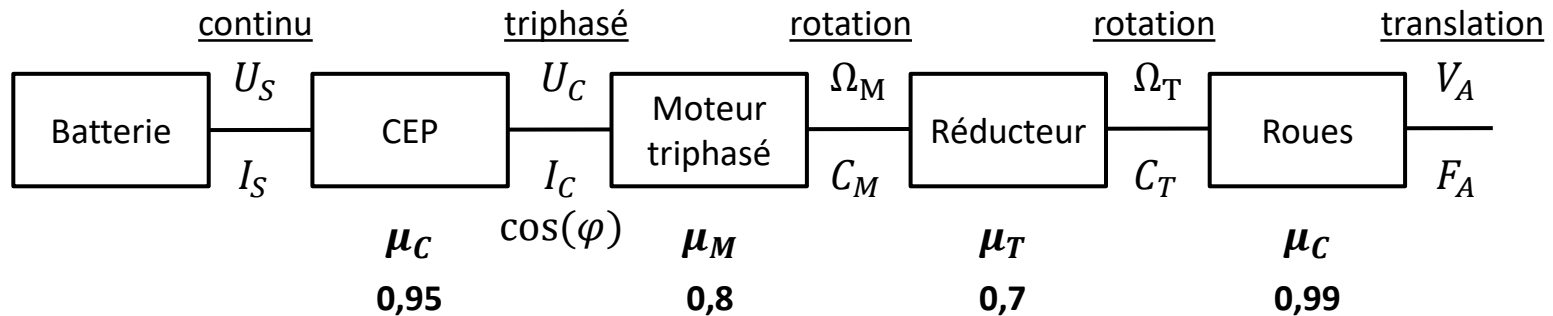 continu triphasé rotation rotation translation
U_S U_C Ω_M Ω_T V_A
Batterie CEP Moteur triphasé Réducteur Roues
I_S I_C C_M C_T F_A
cos(φ)
μ_C μ_M μ_T μ_C
0,95 0,8 0,7 0,99